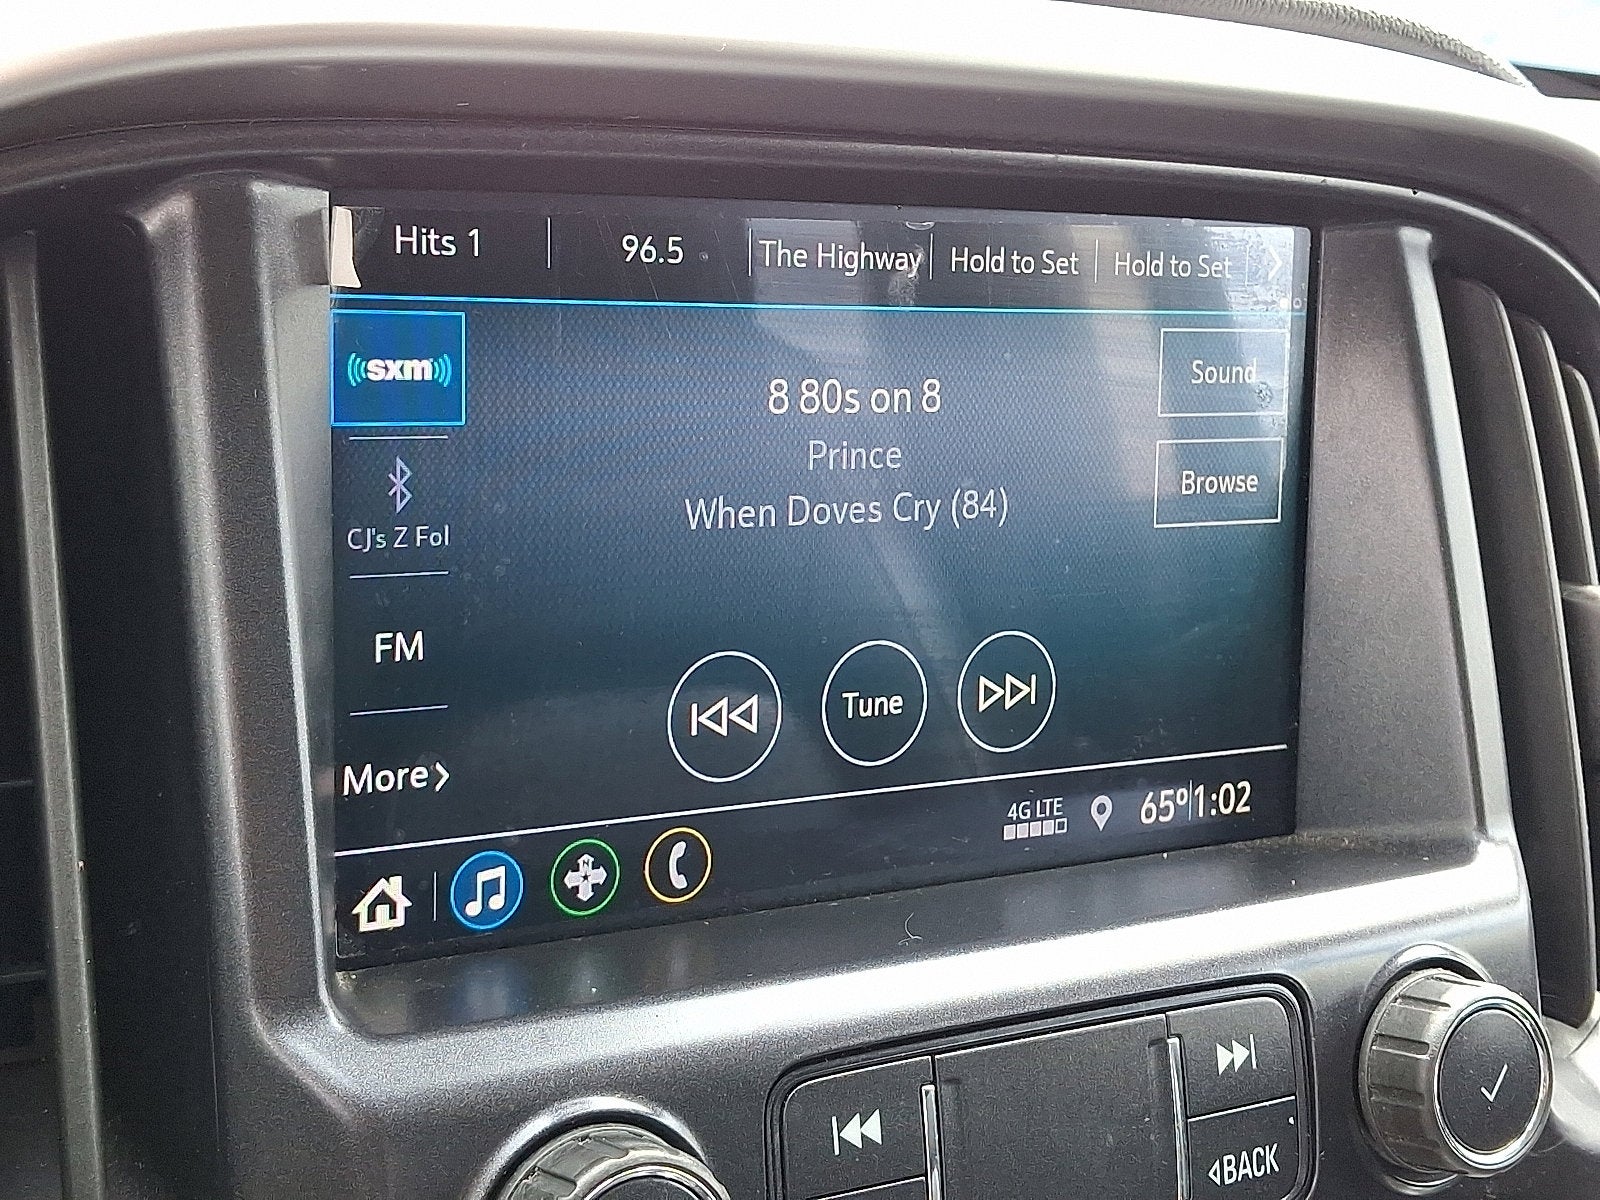 Hits 1
96.5
The Highway
Hold to Set
Hold to Set
sxm
8 80s on 8
Sound
Prince
Browse
When Doves Cry (84)
CJ's Z Fol
FM
Tune
More
4G LTE
65º
1:02
N
BACK